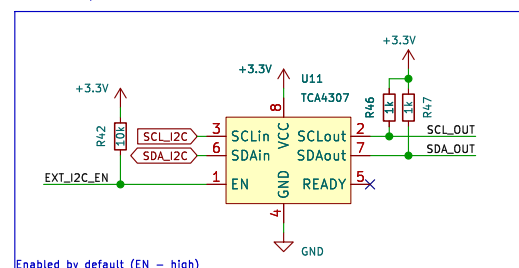 +3.3V
+3.3V
U11
+3.3V
TCA4307
R42
10k
R46
1k
1k
R47
8
VCC
SCL_I2C
3
SCLin
SCLout
2
SCL_OUT
SDA_I2C
6
SDAin
SDAout
7
SDA_OUT
EXT_I2C_EN
1
EN
GND
READY
5
4
GND
Enabled by default (EN – high)